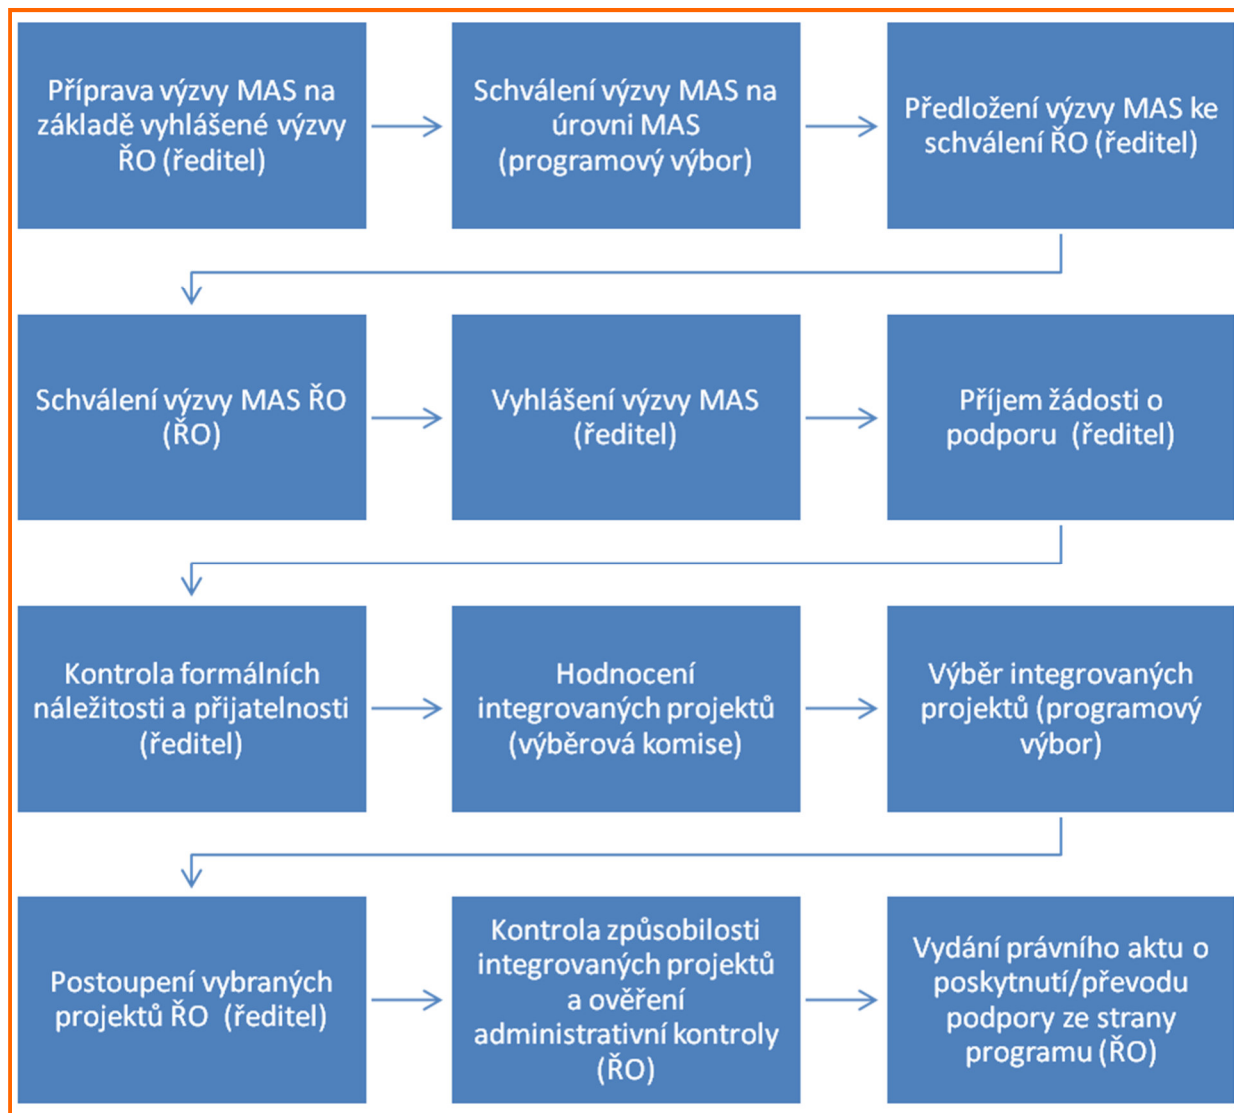 Příprava výzvy MAS na
základě vyhlášené výzvy
ŘO (ředitel)
Schválení výzvy MAS na
úrovni MAS
(programový výbor)
Předložení výzvy MAS ke
schválení ŘO (ředitel)
Schválení výzvy MAS ŘO
(ŘO)
Vyhlášení výzvy MAS
(ředitel)
Příjem žádosti o
podporu (ředitel)
Kontrola formálních
náležitosti a přijatelnosti
(ředitel)
Hodnocení
integrovaných projektů
(výběrová komise)
Výběr integrovaných
projektů (programový
výbor)
Postoupení vybraných
projektů ŘO (ředitel)
Kontrola způsobilosti
integrovaných projektů
a ověření
administrativní kontroly
(ŘO)
Vydání právního aktu o
poskytnutí/převodu
podpory ze strany
programu (ŘO)